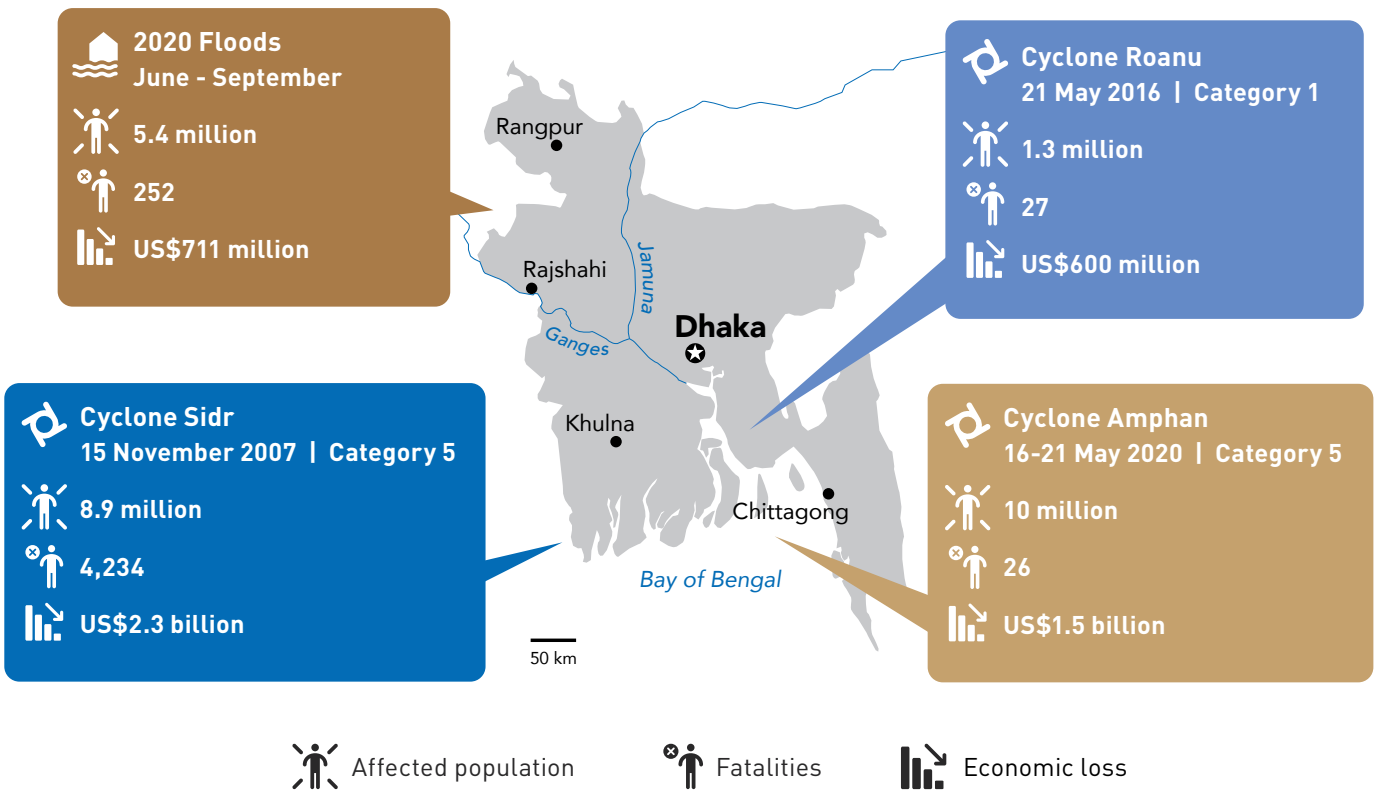 2020 Floods
June - September
5.4 million
252
US$711 million
Cyclone Roanu
21 May 2016 | Category 1
1.3 million
27
US$600 million
Rangpur
Rajshahi
Jamuna
Ganges
Dhaka
Khulna
Chittagong
Bay of Bengal
50 km
Cyclone Sidr
15 November 2007 | Category 5
8.9 million
4,234
US$2.3 billion
Cyclone Amphan
16-21 May 2020 | Category 5
10 million
26
US$1.5 billion
Affected population
Fatalities
Economic loss